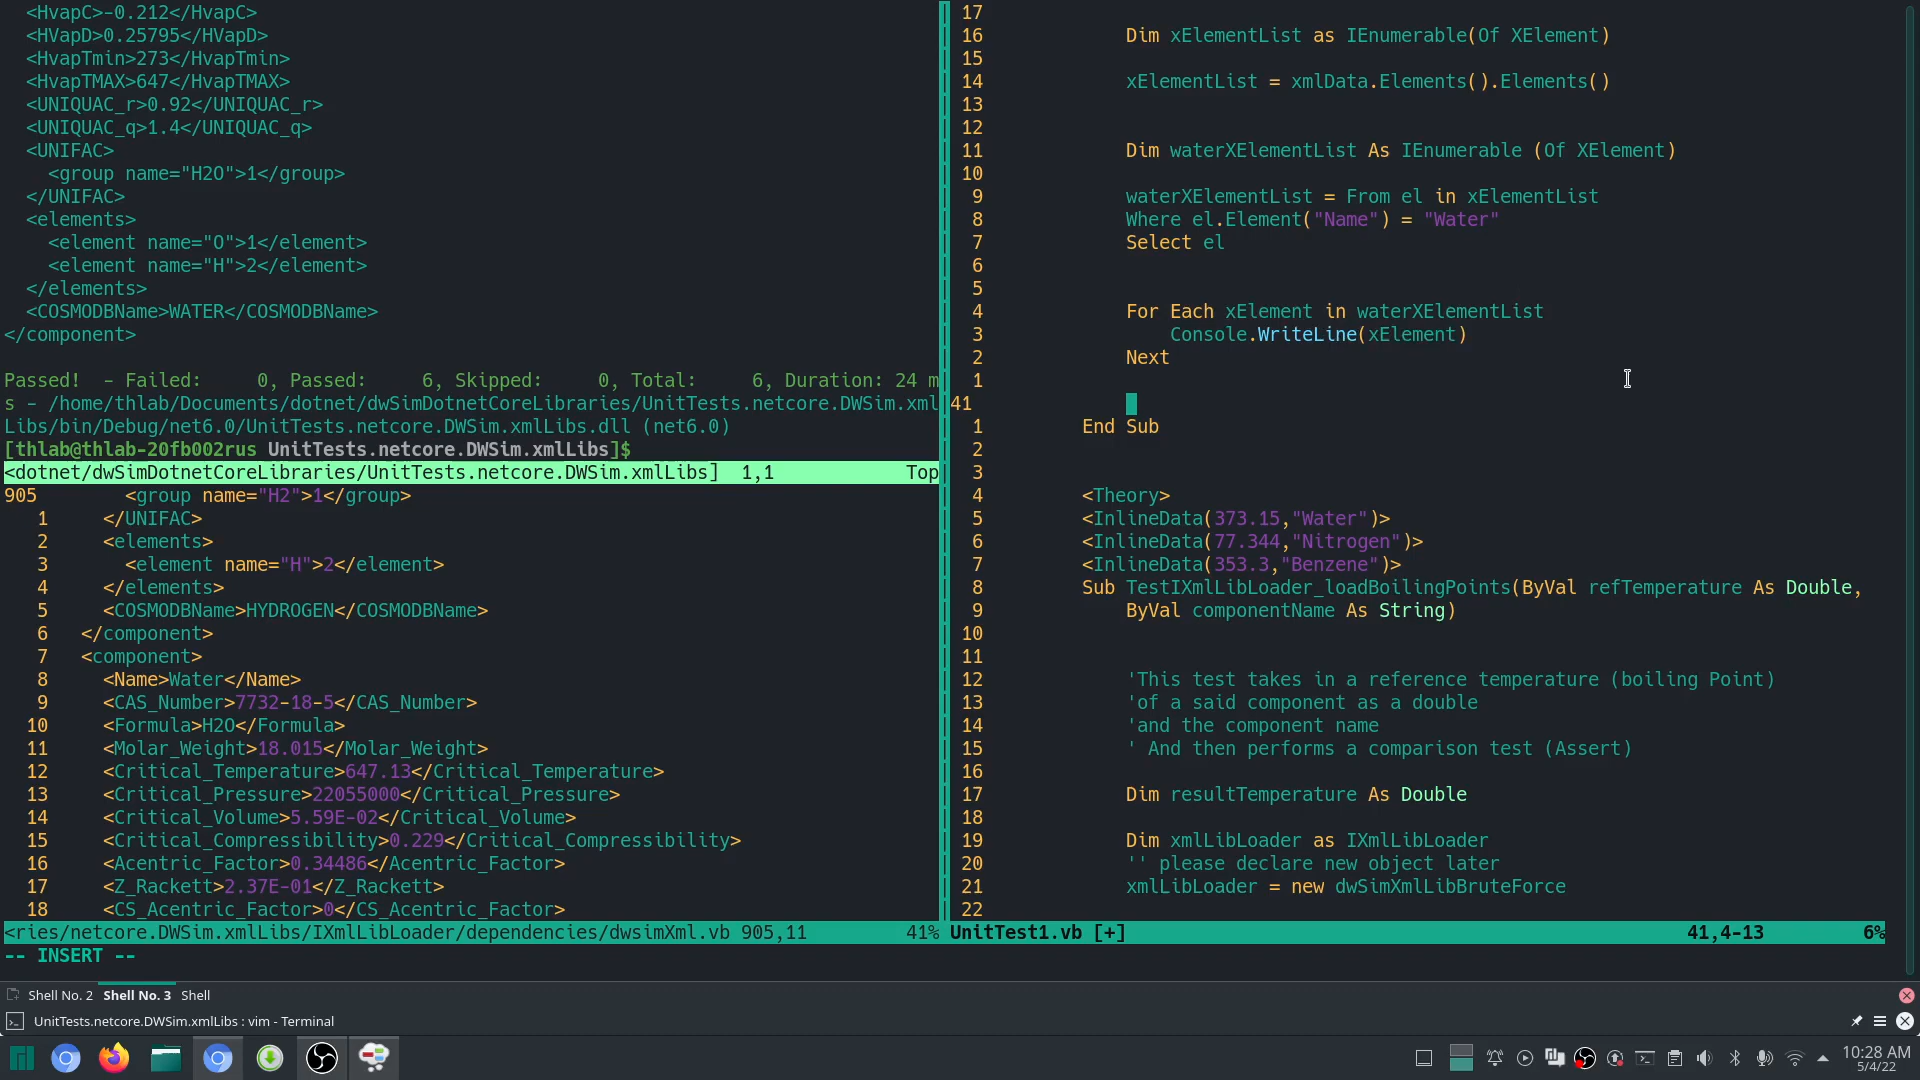 <HvapC>-0.212</HvapC>
<HVapD>0.25795</HVapD>
<HvapTmin>273</HvapTmin>
<HvapTMAX>647</HvapTMAX>
<UNIQUAC_r>0.92</UNIQUAC_r>
<UNIQUAC_q>1.4</UNIQUAC_q>
<UNIFAC>
<group name="H2O">1</group>
</UNIFAC>
<elements>
<element name="O">1</element>
<element name="H">2</element>
</elements>
<COSMODBName>WATER</COSMODBName>
</component>
Passed!  - Failed:     0, Passed:     6, Skipped:     0, Total:     6, Duration: 24 m
s - /home/thlab/Documents/dotnet/dwSimDotnetCoreLibraries/UnitTests.netcore.DWSim.xml
Libs/bin/Debug/net6.0/UnitTests.netcore.DWSim.xmlLibs.dll (net6.0)
[thlab@thlab-20fb002rus UnitTests.netcore.DWSim.xmlLibs]$
<dotnet/dwSimDotnetCoreLibraries/UnitTests.netcore.DWSim.xmlLibs]  1,1            Top
905        <group name="H2">1</group>
1     </UNIFAC>
2     <elements>
3       <element name="H">2</element>
4     </elements>
5     <COSMODBName>HYDROGEN</COSMODBName>
6   </component>
7   <component>
8     <Name>Water</Name>
9     <CAS_Number>7732-18-5</CAS_Number>
10     <Formula>H2O</Formula>
11     <Molar_Weight>18.015</Molar_Weight>
12     <Critical_Temperature>647.13</Critical_Temperature>
13     <Critical_Pressure>22055000</Critical_Pressure>
14     <Critical_Volume>5.59E-02</Critical_Volume>
15     <Critical_Compressibility>0.229</Critical_Compressibility>
16     <Acentric_Factor>0.34486</Acentric_Factor>
17     <Z_Rackett>2.37E-01</Z_Rackett>
18     <CS_Acentric_Factor>0</CS_Acentric_Factor>
<ries/netcore.DWSim.xmlLibs/IXmlLibLoader/dependencies/dwsimXml.vb 905,11         41%
17
16 Dim xElementList as IEnumerable(Of XElement)
15
14 xElementList = xmlData.Elements().Elements()
13
12
11 Dim waterXElementList As IEnumerable (Of XElement)
10
9 waterXElementList = From el in xElementList
8 Where el.Element("Name") = "Water"
7 Select el
6
5
4 For Each xElement in waterXElementList
3     Console.WriteLine(xElement)
2 Next
1
41
1 End Sub
2
3
4 <Theory>
5 <InlineData(373.15,"Water")>
6 <InlineData(77.344,"Nitrogen")>
7 <InlineData(353.3,"Benzene")>
8 Sub TestIXmlLibLoader_loadBoilingPoints(ByVal refTemperature As Double,
9     ByVal componentName As String)
10
11
12 'This test takes in a reference temperature (boiling Point)
13 'of a said component as a double
14 'and the component name
15 ' And then performs a comparison test (Assert)
16
17 Dim resultTemperature As Double
18
19 Dim xmlLibLoader as IXmlLibLoader
20 '' please declare new object later
21 xmlLibLoader = new dwSimXmlLibBruteForce
22
UnitTest1.vb [+]                    41,4-13          6%
-- INSERT --
Shell No. 2 Shell No. 3 Shell
UnitTests.netcore.DWSim.xmlLibs : vim - Terminal
10:28 AM
5/4/22